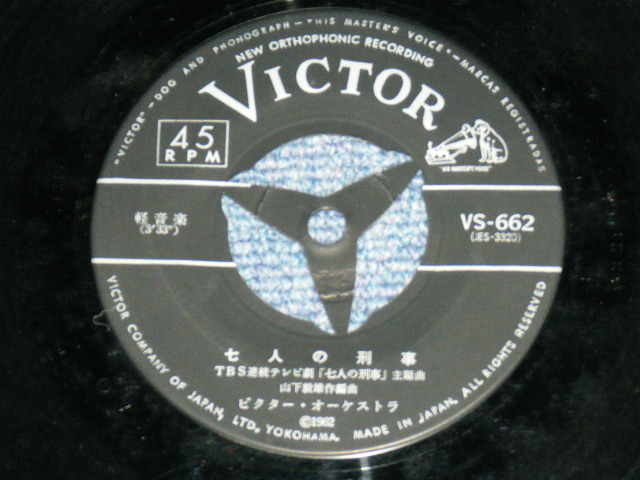 "VICTOR" — DOG AND PHONOGRAPH — "HIS MASTER'S VOICE" — MARCAS REGISTRADAS
NEW ORTHOPHONIC RECORDING
VICTOR
45
RPM
"HIS MASTER'S VOICE"
軽音楽
(3'33")
VS-662
(JES-3320)
七人の刑事
TBS連続テレビ劇「七人の刑事」主題曲
山下毅雄作編曲
ビクター・オーケストラ
©1962
VICTOR COMPANY OF JAPAN, LTD., YOKOHAMA. MADE IN JAPAN. ALL RIGHTS RESERVED